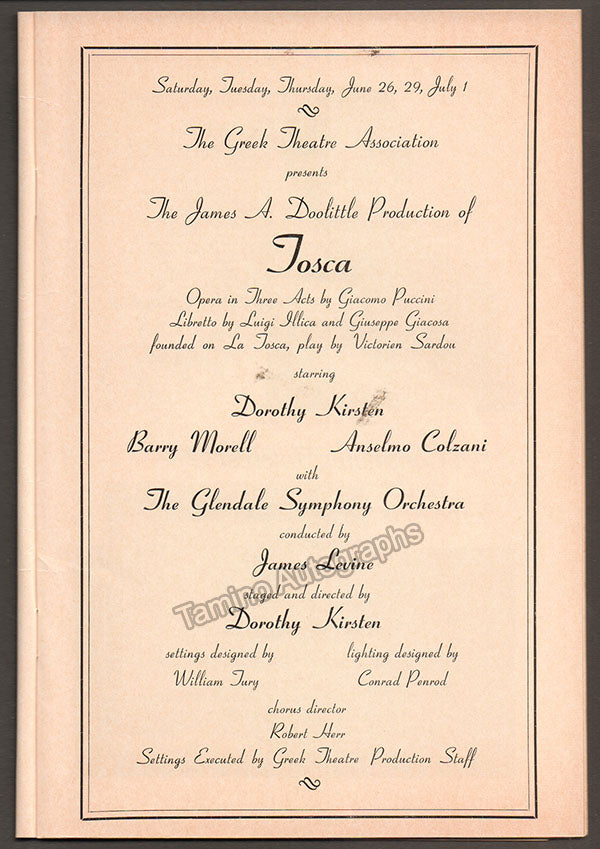 Saturday, Tuesday, Thursday, June 26, 29, July 1
The Greek Theatre Association
presents
The James A. Doolittle Production of
Tosca
Opera in Three Acts by Giacomo Puccini
Libretto by Luigi Illica and Giuseppe Giacosa
founded on La Tosca, play by Victorien Sardou
starring
Dorothy Kirsten
Barry Morell Anselmo Colzani
with
The Glendale Symphony Orchestra
conducted by
James Levine
Tamino Autographs
staged and directed by
Dorothy Kirsten
settings designed by lighting designed by
William Jury Conrad Penrod
chorus director
Robert Herr
Settings Executed by Greek Theatre Production Staff